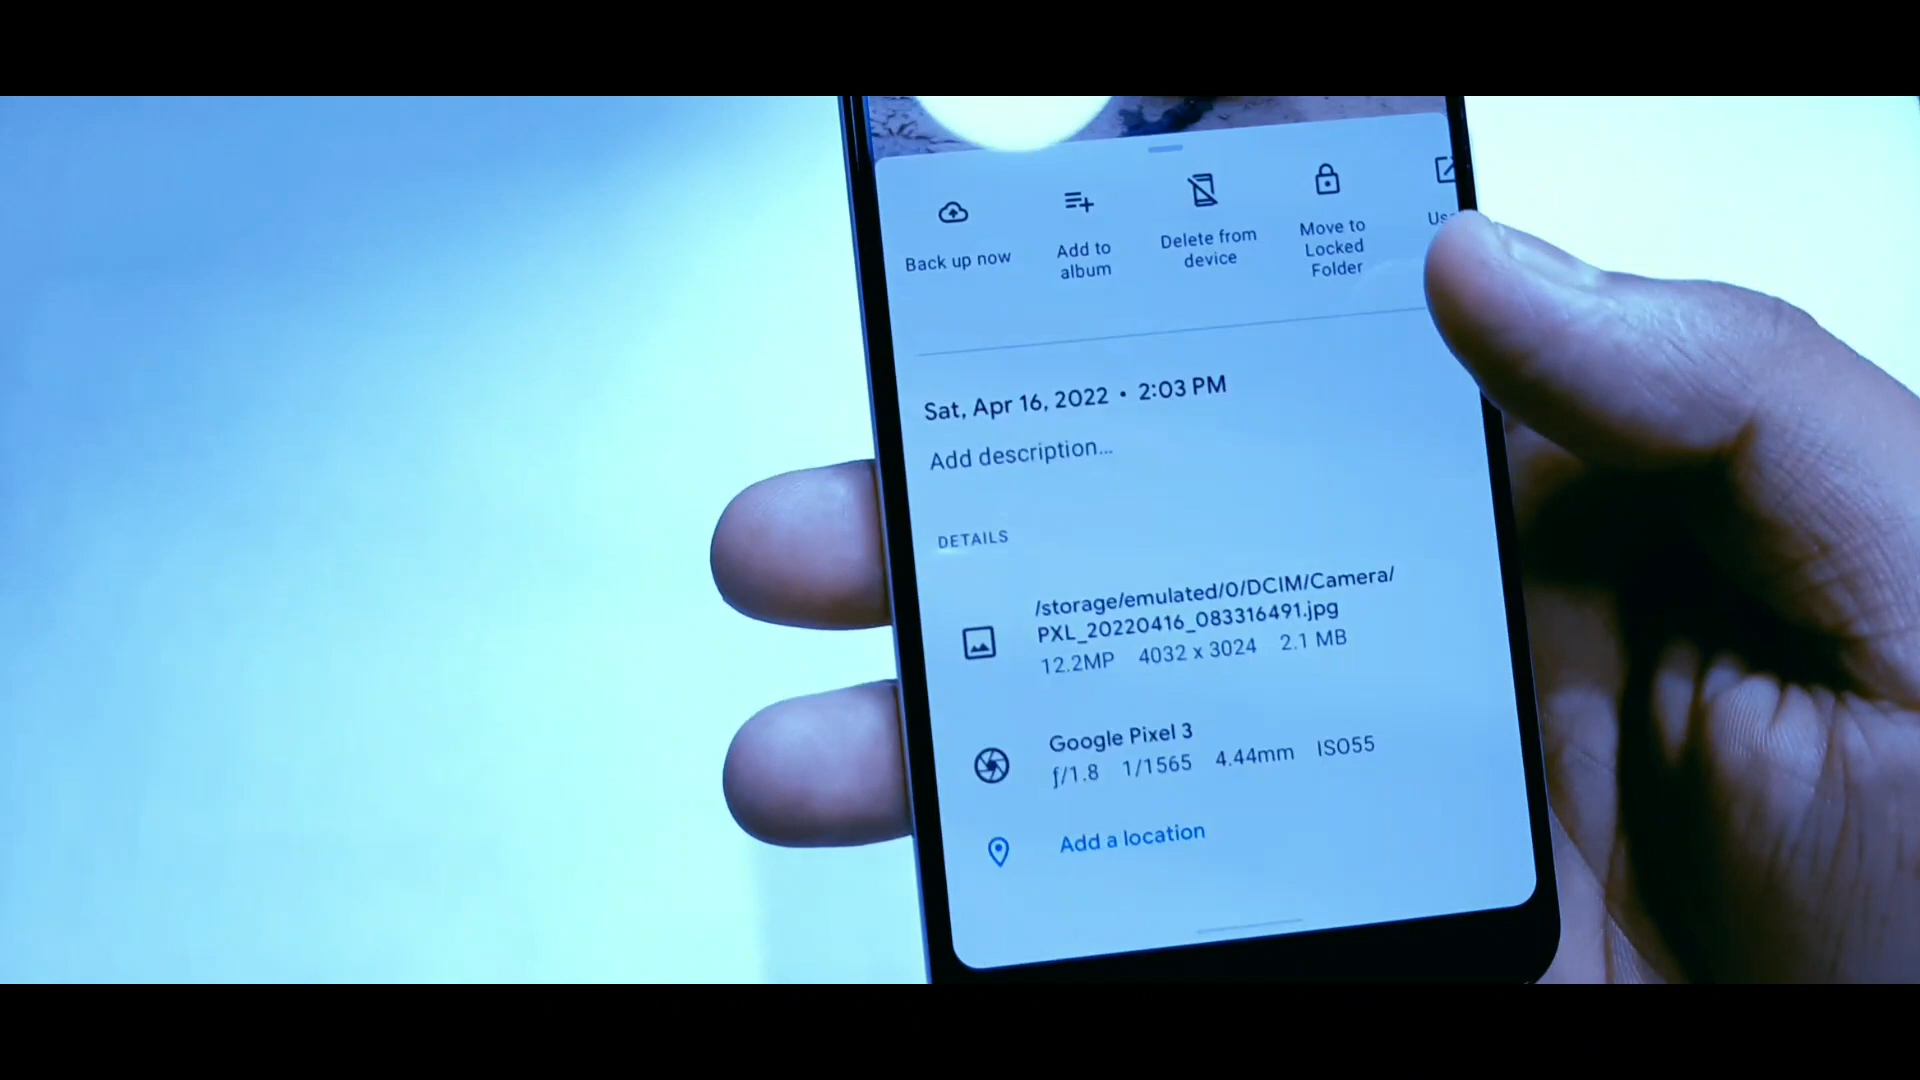 Back up now
Add to
album
Delete from
device
Move to
Locked
Folder
Sat, Apr 16, 2022 • 2:03 PM
Add description...
DETAILS
/storage/emulated/0/DCIM/Camera/
PXL_20220416_083316491.jpg
12.2MP 4032 x 3024 2.1 MB
Google Pixel 3
ƒ/1.8 1/1565 4.44mm ISO55
Add a location